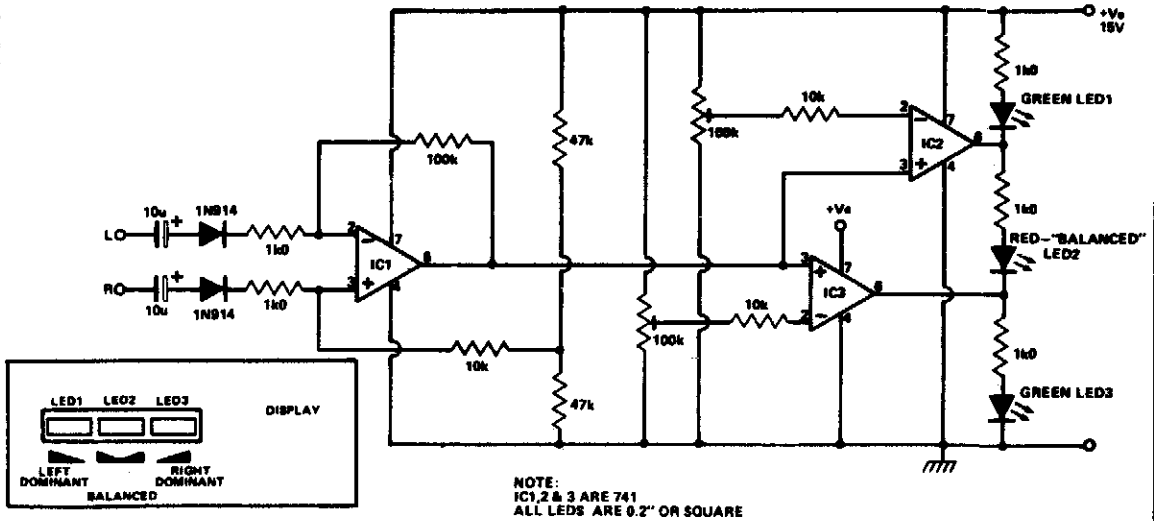 +Ve
15V
1k0
GREEN LED1
10k
2
−
7
IC2
6
3
+
4
100k
47k
100k
1k0
RED–"BALANCED"
LED2
+Ve
10u
+
1N914
L
1k0
2
−
7
IC1
6
3
+
4
R
10u
+
1N914
1k0
3
+
7
IC3
6
2
−
4
10k
100k
10k
1k0
GREEN LED3
47k
LED1 LED2 LED3
DISPLAY
LEFT
DOMINANT
RIGHT
DOMINANT
BALANCED
NOTE:
IC1,2 & 3 ARE 741
ALL LEDS ARE 0.2" OR SQUARE